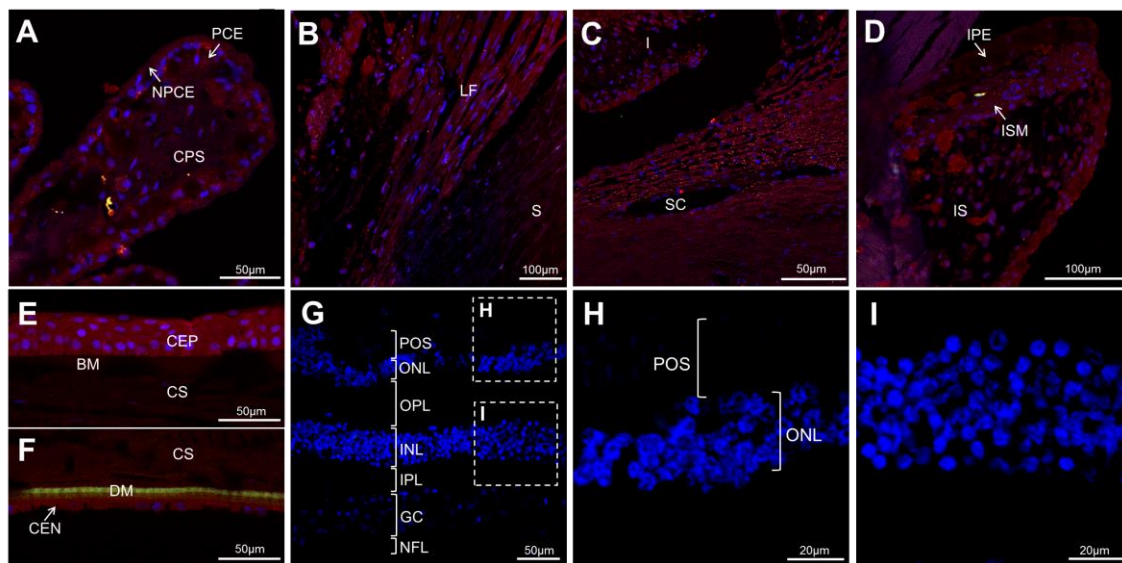 A
PCE
NPCE
CPS
50µm
B
LF
S
100µm
C
I
SC
50µm
D
IPE
ISM
IS
100µm
E
CEP
BM
CS
50µm
F
CS
DM
CEN
50µm
G
H
POS
ONL
OPL
I
INL
IPL
GC
NFL
50µm
H
POS
ONL
20µm
I
20µm